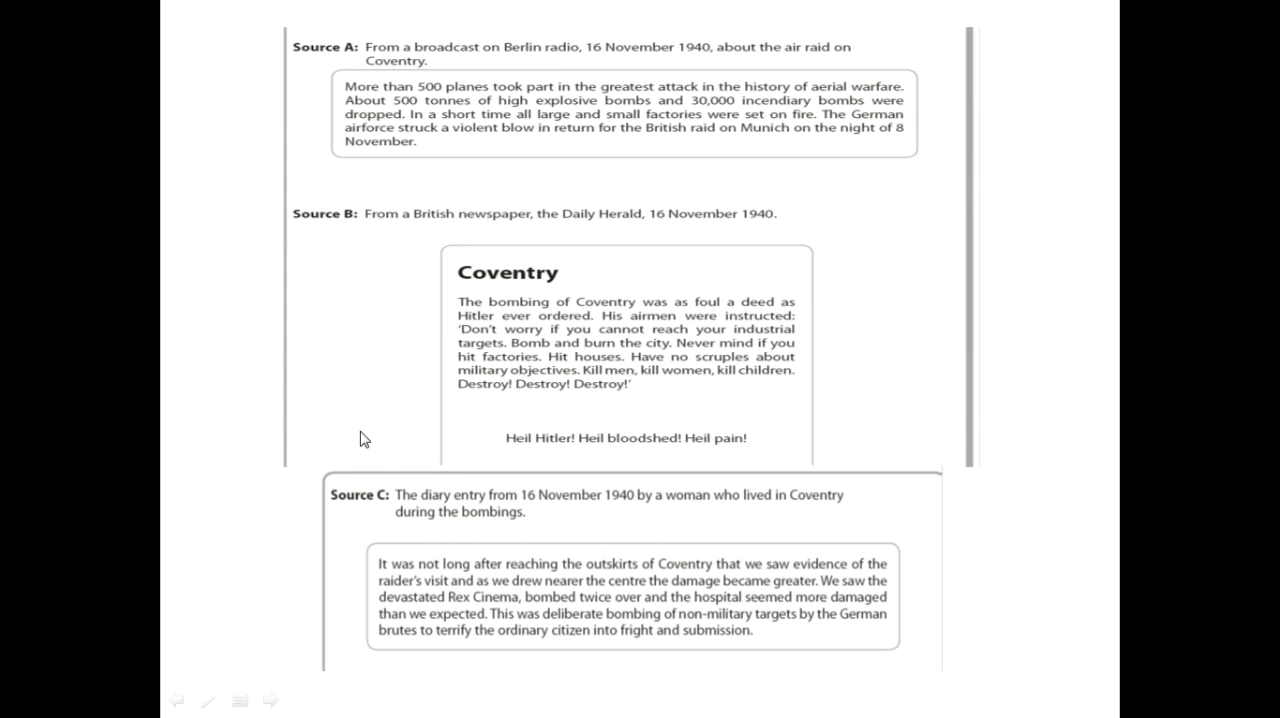 Source A: From a broadcast on Berlin radio, 16 November 1940, about the air raid on
Coventry.
More than 500 planes took part in the greatest attack in the history of aerial warfare.
About 500 tonnes of high explosive bombs and 30,000 incendiary bombs were
dropped. In a short time all large and small factories were set on fire. The German
airforce struck a violent blow in return for the British raid on Munich on the night of 8
November.
Source B: From a British newspaper, the Daily Herald, 16 November 1940.
Coventry
The bombing of Coventry was as foul a deed as
Hitler ever ordered. His airmen were instructed:
'Don't worry if you cannot reach your industrial
targets. Bomb and burn the city. Never mind if you
hit factories. Hit houses. Have no scruples about
military objectives. Kill men, kill women, kill children.
Destroy! Destroy! Destroy!'
Heil Hitler! Heil bloodshed! Heil pain!
Source C: The diary entry from 16 November 1940 by a woman who lived in Coventry
during the bombings.
It was not long after reaching the outskirts of Coventry that we saw evidence of the
raider's visit and as we drew nearer the centre the damage became greater. We saw the
devastated Rex Cinema, bombed twice over and the hospital seemed more damaged
than we expected. This was deliberate bombing of non-military targets by the German
brutes to terrify the ordinary citizen into fright and submission.